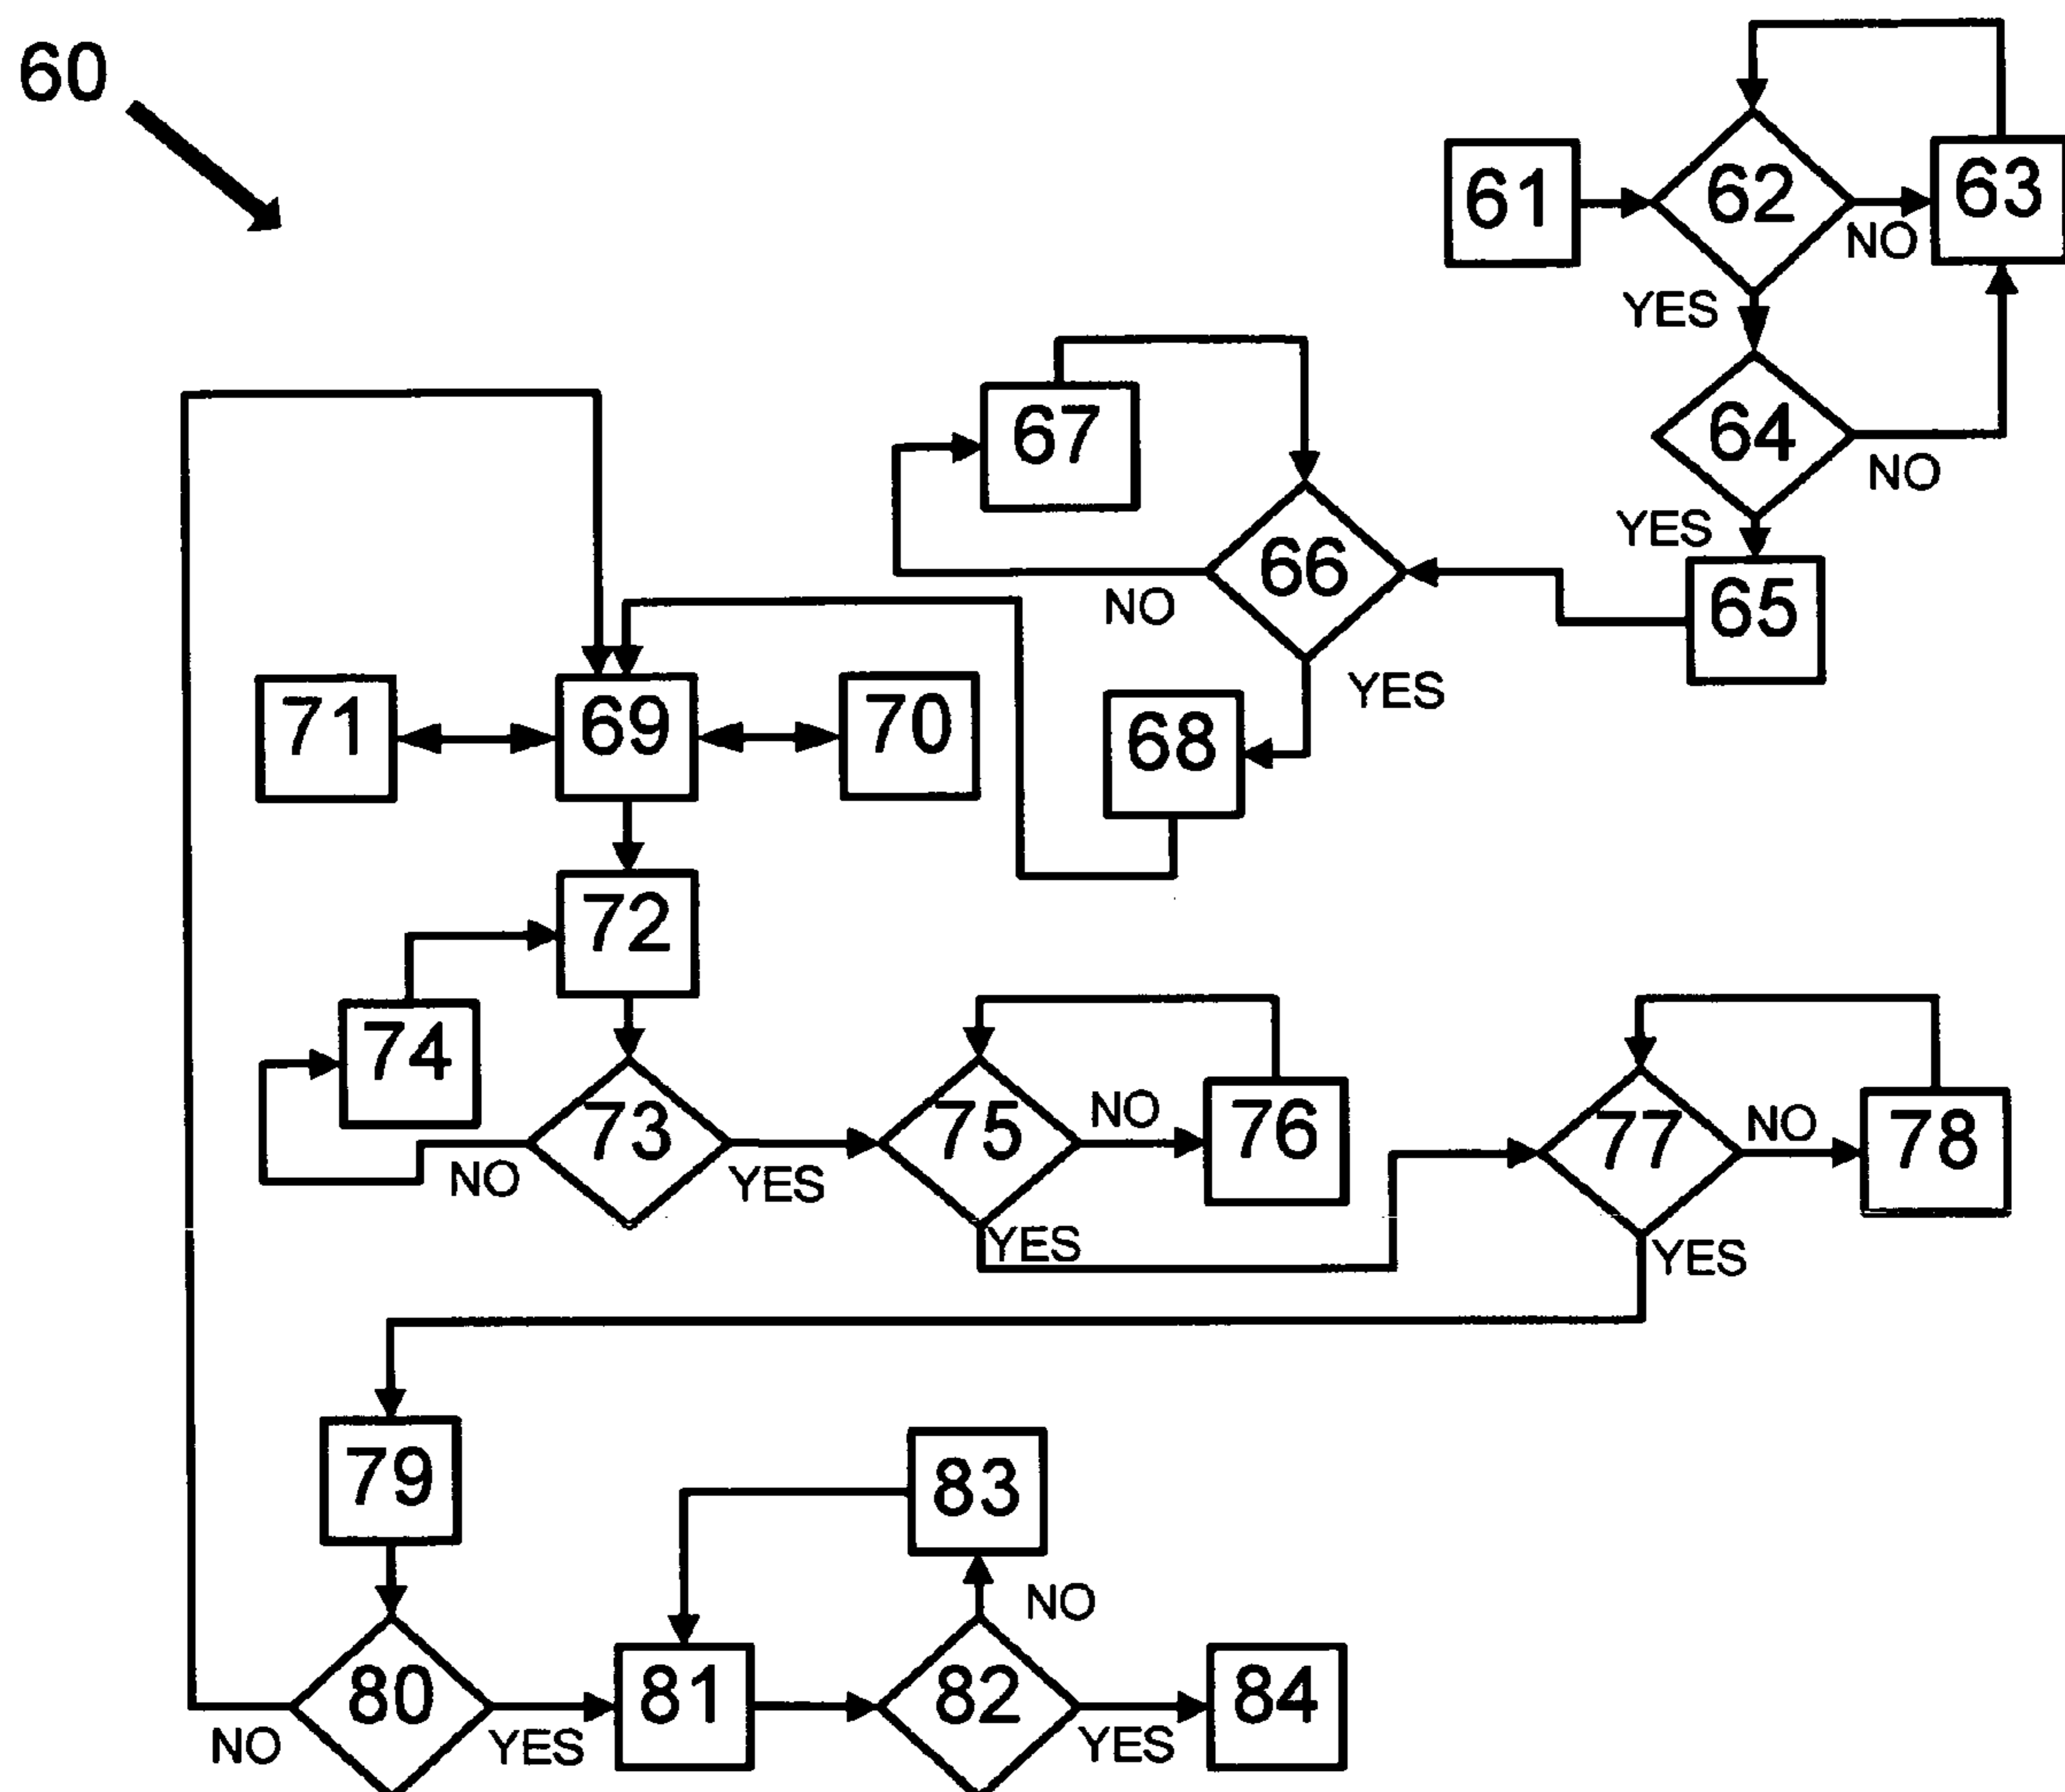 60
61
62
63
NO
YES
64
NO
YES
65
66
67
NO
YES
68
71
69
70
72
74
73
NO
YES
75
NO
76
YES
77
NO
78
YES
79
83
NO
80
NO
YES
81
82
YES
84